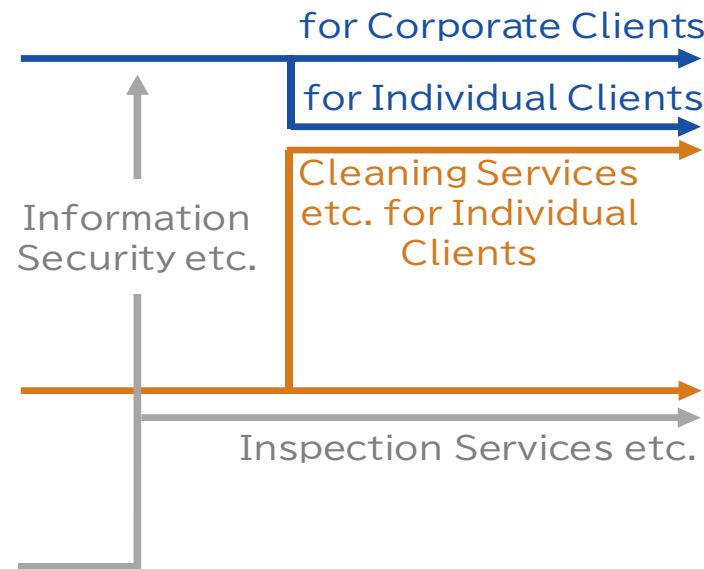 for Corporate Clients
for Individual Clients
Cleaning Services
etc. for Individual
Clients
Information
Security etc.
Inspection Services etc.